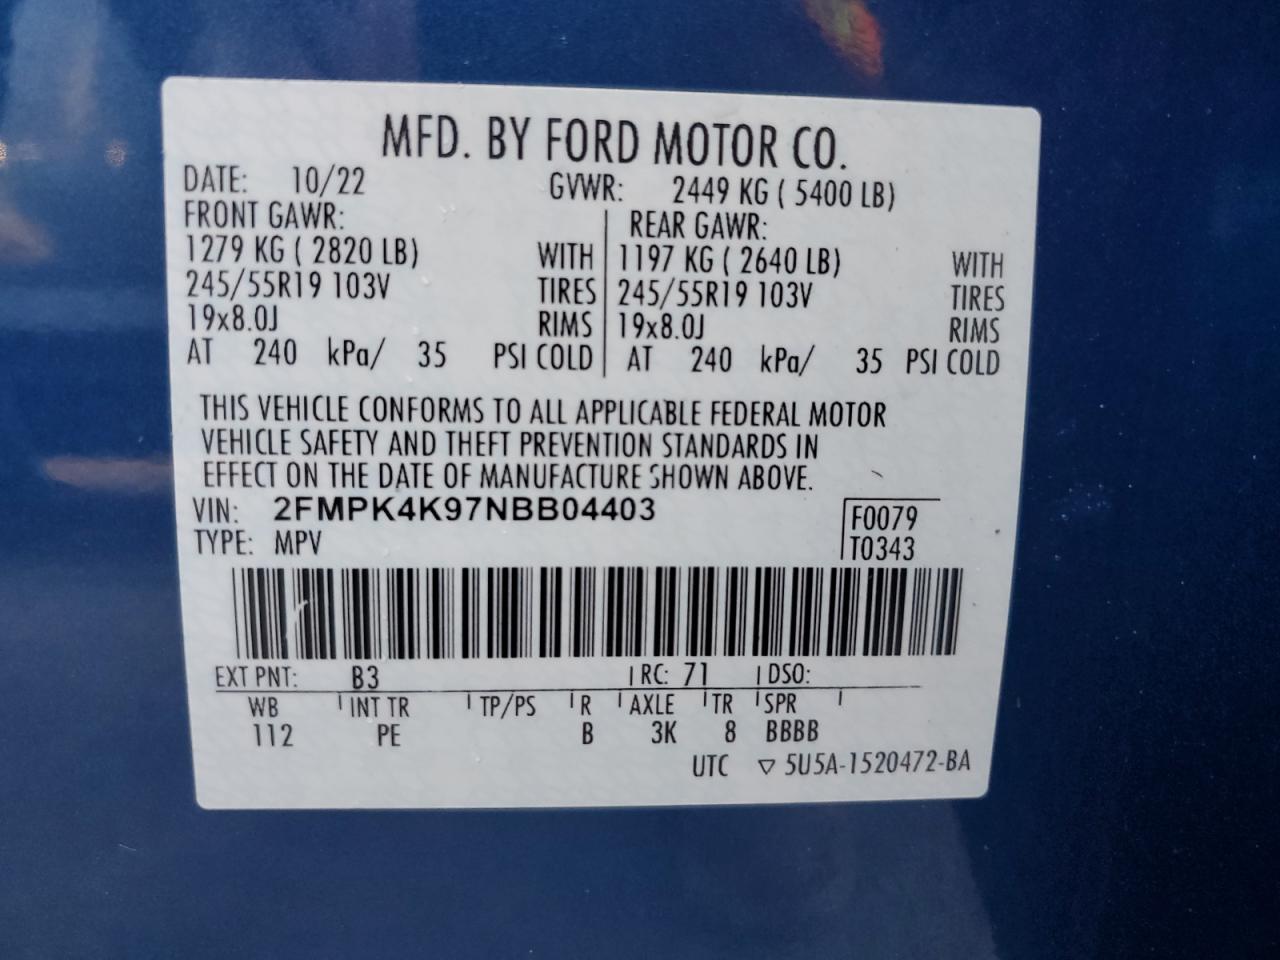 MFD. BY FORD MOTOR CO.
DATE: 10/22 GVWR: 2449 KG ( 5400 LB)
FRONT GAWR: REAR GAWR:
1279 KG ( 2820 LB) WITH 1197 KG ( 2640 LB) WITH
245/55R19 103V TIRES 245/55R19 103V TIRES
19x8.0J RIMS 19x8.0J RIMS
AT 240 kPa/ 35 PSI COLD AT 240 kPa/ 35 PSI COLD
THIS VEHICLE CONFORMS TO ALL APPLICABLE FEDERAL MOTOR
VEHICLE SAFETY AND THEFT PREVENTION STANDARDS IN
EFFECT ON THE DATE OF MANUFACTURE SHOWN ABOVE.
VIN: 2FMPK4K97NBB04403
TYPE: MPV
F0079
T0343
EXT PNT: B3 RC: 71 DSO:
WB INT TR TP/PS R AXLE TR SPR
112 PE B 3K 8 BBBB
UTC ▽ 5U5A-1520472-BA